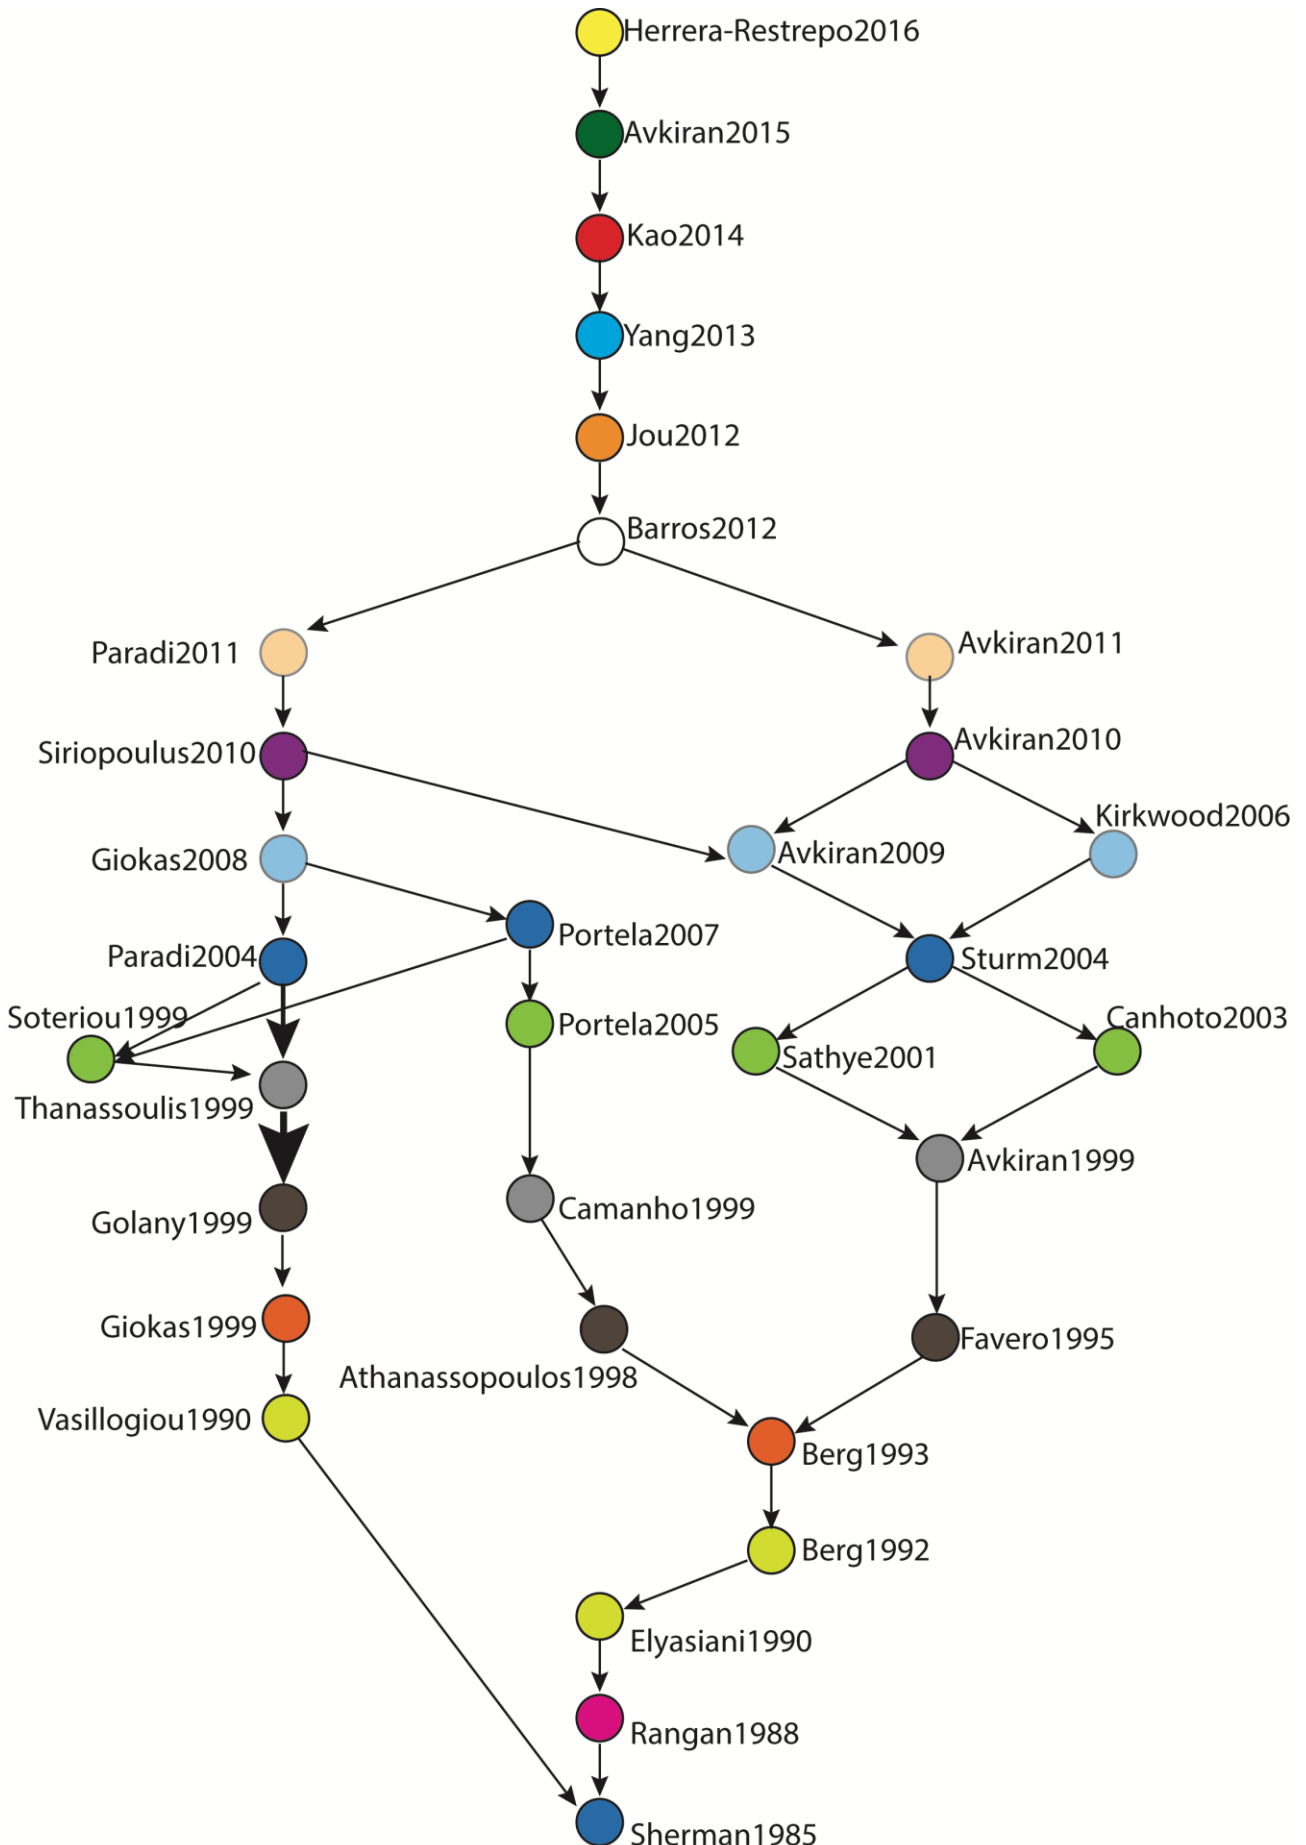 Herrera-Restrepo2016
Avkiran2015
Kao2014
Yang2013
Jou2012
Barros2012
Paradi2011
Avkiran2011
Siriopoulus2010
Avkiran2010
Kirkwood2006
Giokas2008
Avkiran2009
Portela2007
Paradi2004
Sturm2004
Soteriou1999
Portela2005
Canhoto2003
Sathye2001
Thanassoulis1999
Avkiran1999
Camanho1999
Golany1999
Giokas1999
Favero1995
Athanassopoulos1998
Vasillogiou1990
Berg1993
Berg1992
Elyasiani1990
Rangan1988
Sherman1985